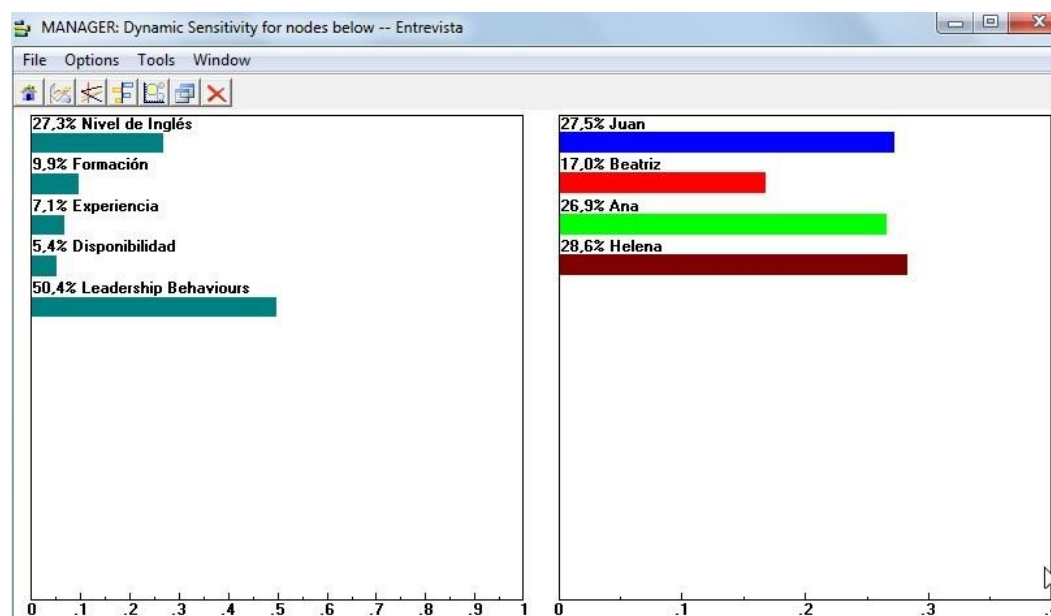 MANAGER: Dynamic Sensitivity for nodes below -- Entrevista
File Options Tools Window
27,3% Nivel de Inglés
9,9% Formación
7,1% Experiencia
5,4% Disponibilidad
50,4% Leadership Behaviours
0 .1 .2 .3 .4 .5 .6 .7 .8 .9 1
27,5% Juan
17,0% Beatriz
26,9% Ana
28,6% Helena
0 .1 .2 .3